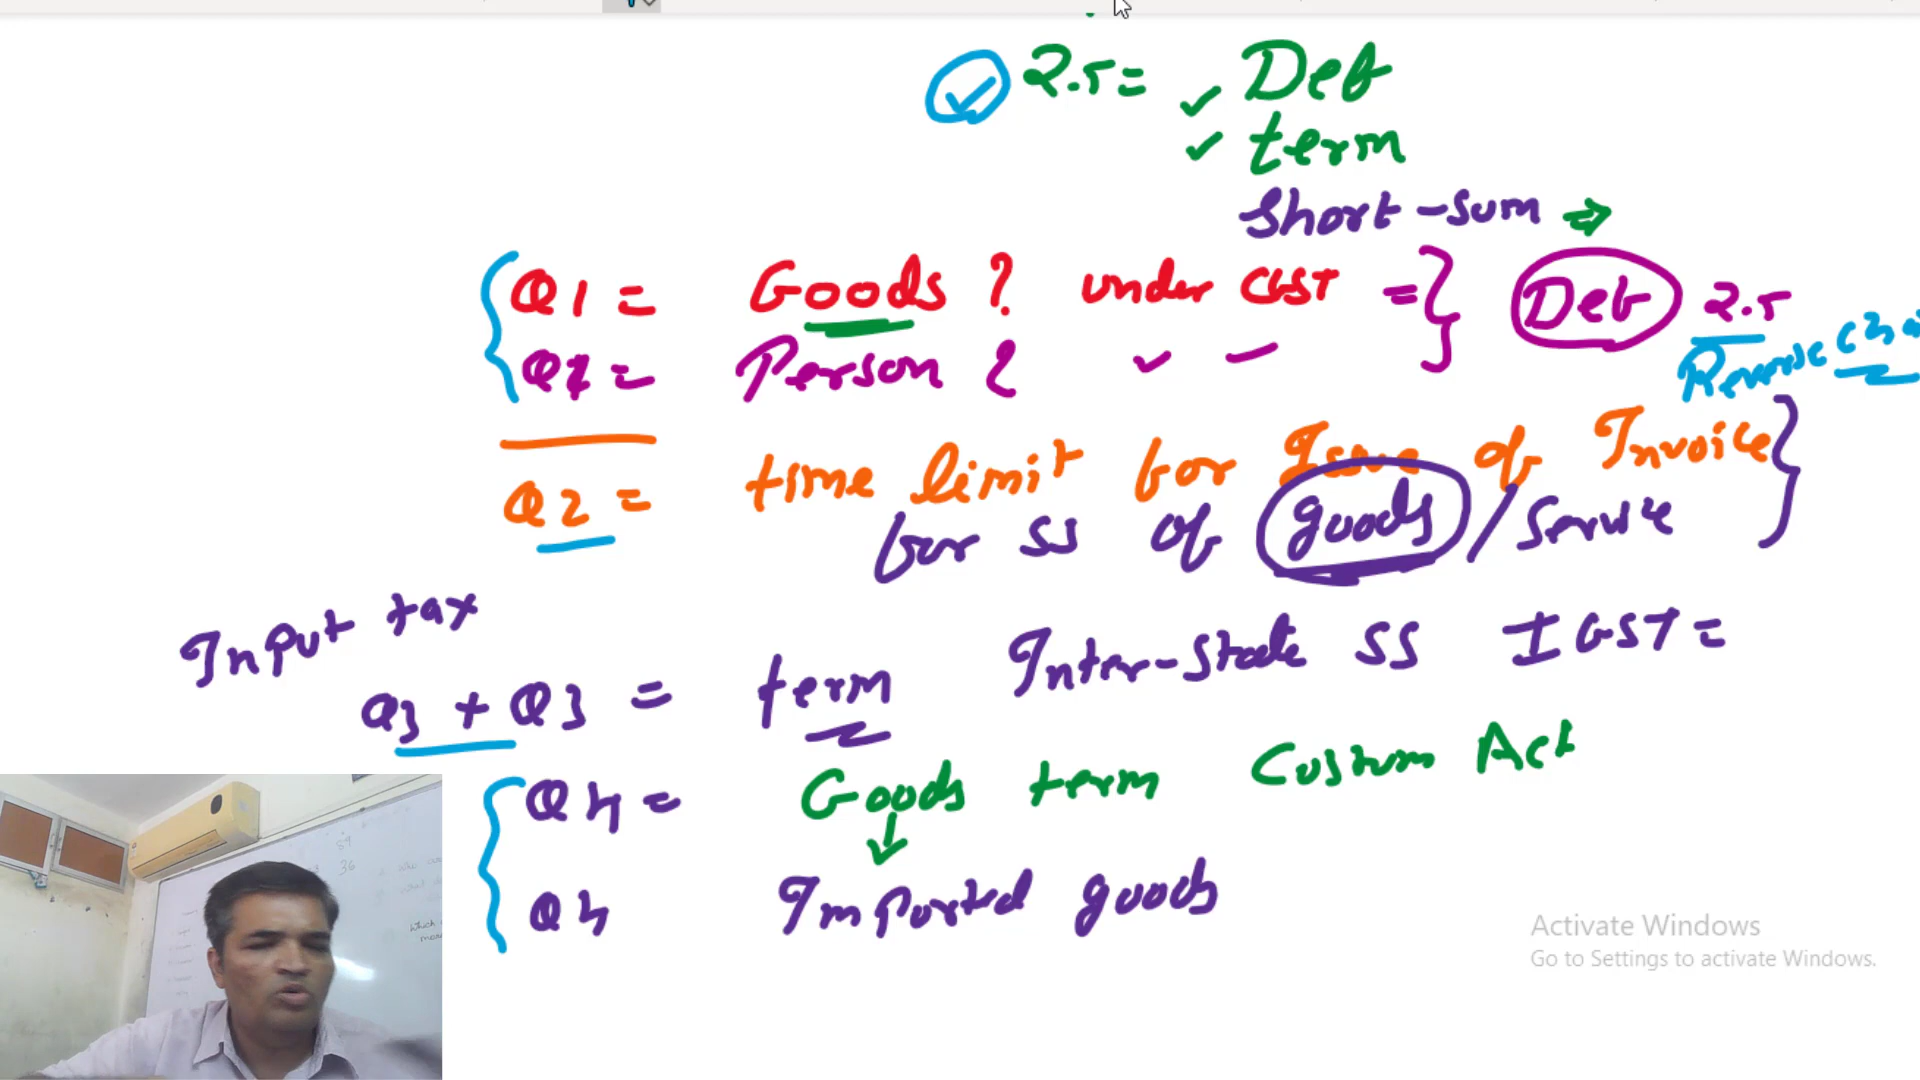 2.5 = Def
term
Short-sum →
Q1 = Goods ? under GST =
Def 2.5
Q1 = Person ?
Reverse
Q2 = time limit for Issue of Invoice
for SS of goods / Service
Input tax
Q3 + Q3 = term Inter-State SS IGST =
Q4 = Goods term Custom Act
Q4 Imported goods
Activate Windows
Go to Settings to activate Windows.